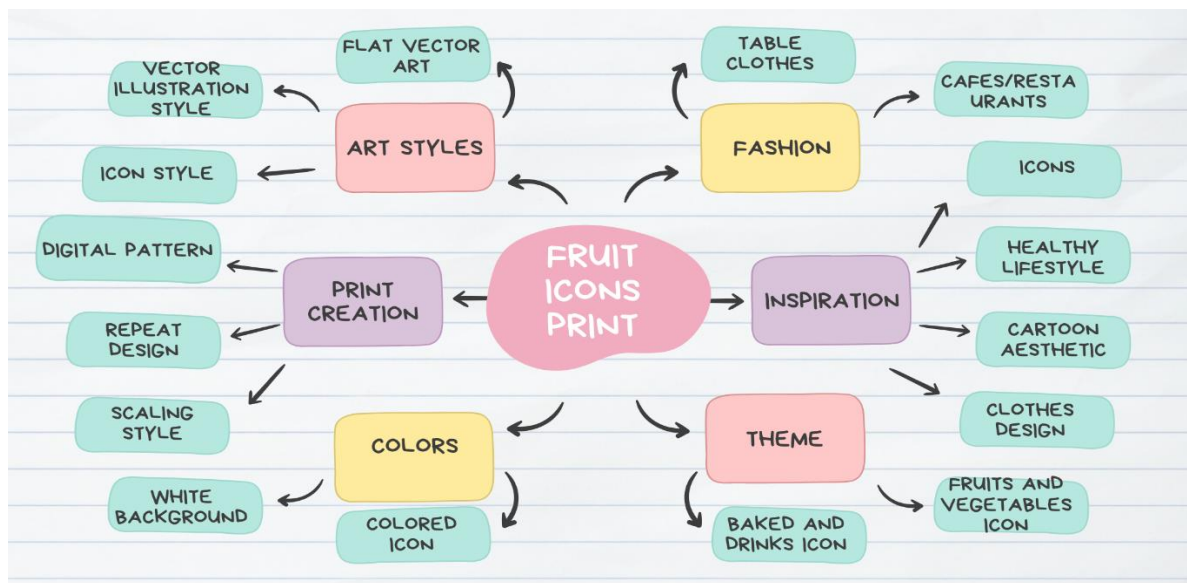 FLAT VECTOR
ART
TABLE
CLOTHES
VECTOR
ILLUSTRATION
STYLE
CAFES/RESTA
URANTS
ART STYLES
FASHION
ICON STYLE
ICONS
DIGITAL PATTERN
HEALTHY
LIFESTYLE
FRUIT
ICONS
PRINT
PRINT
CREATION
INSPIRATION
REPEAT
DESIGN
CARTOON
AESTHETIC
SCALING
STYLE
CLOTHES
DESIGN
COLORS
THEME
WHITE
BACKGROUND
FRUITS AND
VEGETABLES
ICON
COLORED
ICON
BAKED AND
DRINKS ICON